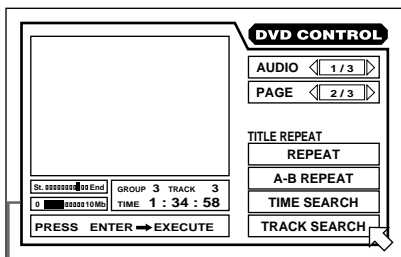 DVD CONTROL
AUDIO 1 / 3
PAGE 2 / 3
TITLE REPEAT
REPEAT
A-B REPEAT
TIME SEARCH
TRACK SEARCH
St. End
0 10Mb
GROUP 3 TRACK 3
TIME 1 : 34 : 58
PRESS ENTER ➡ EXECUTE